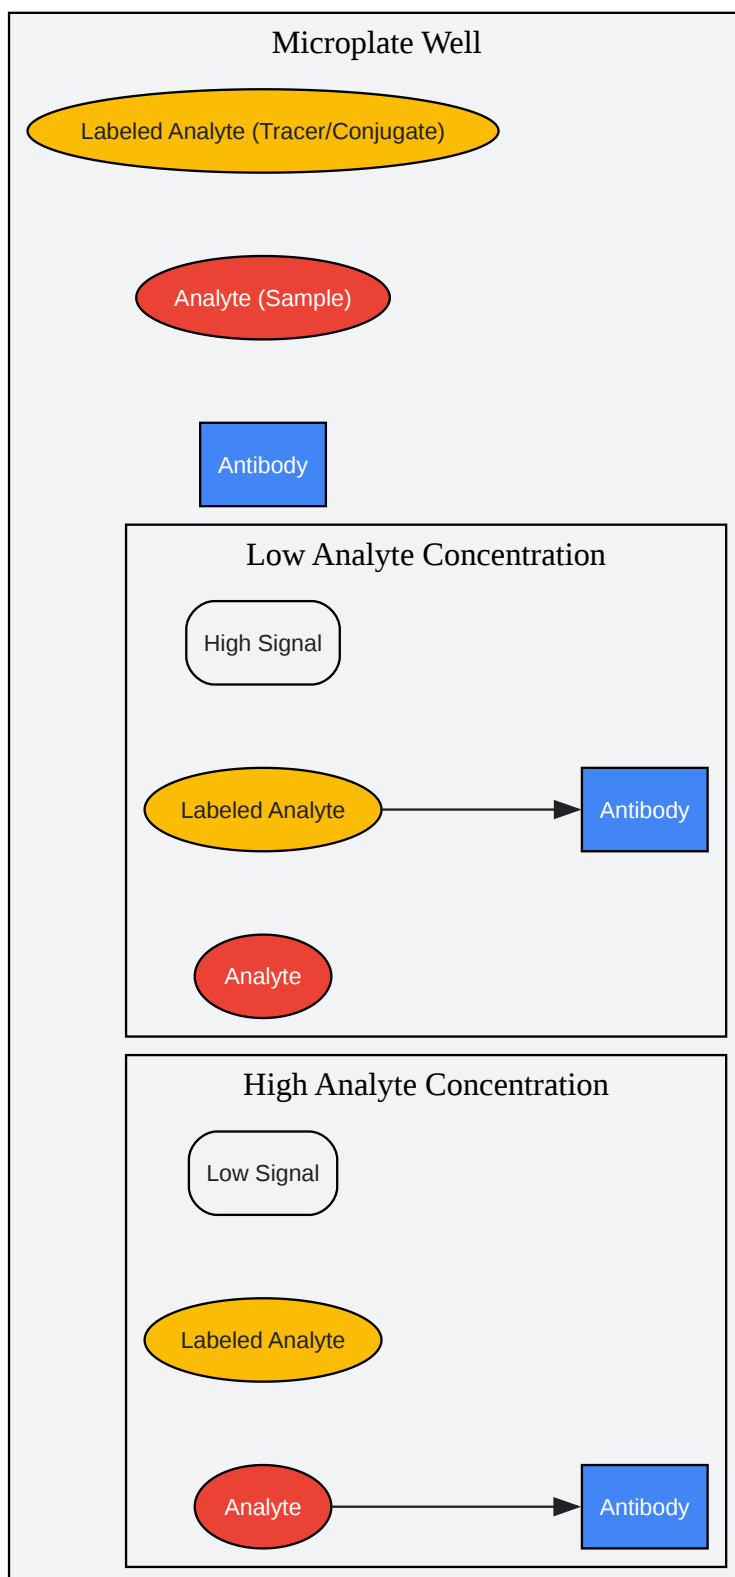 Microplate Well
Labeled Analyte (Tracer/Conjugate)
Analyte (Sample)
Antibody
Low Analyte Concentration
High Signal
Labeled Analyte
Antibody
Analyte
High Analyte Concentration
Low Signal
Labeled Analyte
Analyte
Antibody